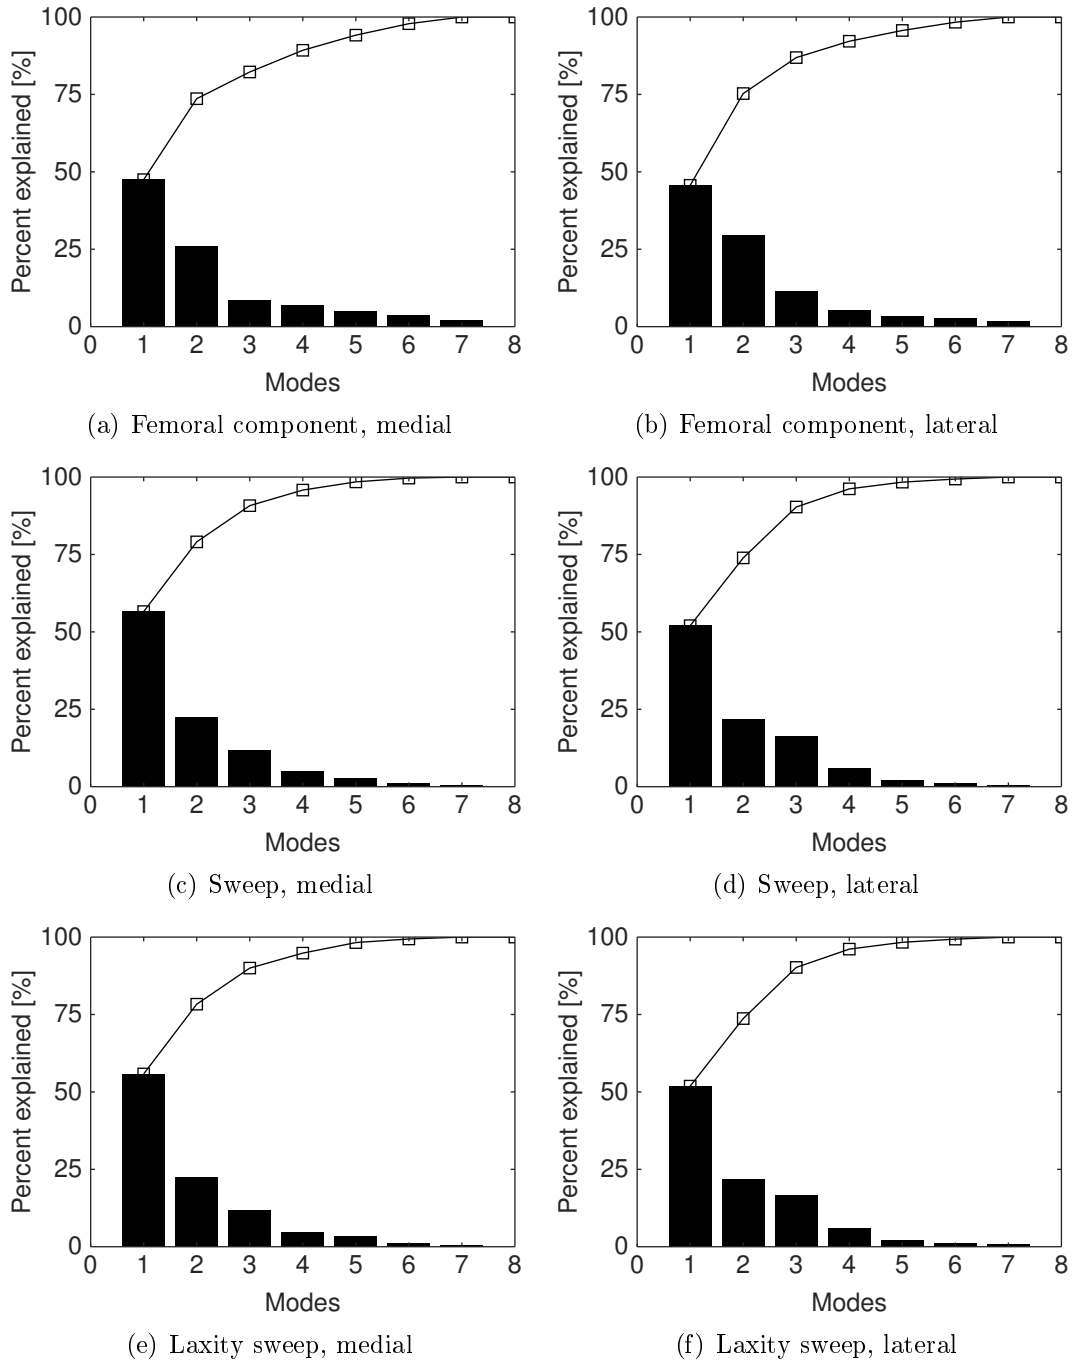 100
75
50
25
0
Percent explained [%]
0 1 2 3 4 5 6 7 8
Modes
(a) Femoral component, medial
100
75
50
25
0
Percent explained [%]
0 1 2 3 4 5 6 7 8
Modes
(b) Femoral component, lateral
100
75
50
25
0
Percent explained [%]
0 1 2 3 4 5 6 7 8
Modes
(c) Sweep, medial
100
75
50
25
0
Percent explained [%]
0 1 2 3 4 5 6 7 8
Modes
(d) Sweep, lateral
100
75
50
25
0
Percent explained [%]
0 1 2 3 4 5 6 7 8
Modes
(e) Laxity sweep, medial
100
75
50
25
0
Percent explained [%]
0 1 2 3 4 5 6 7 8
Modes
(f) Laxity sweep, lateral